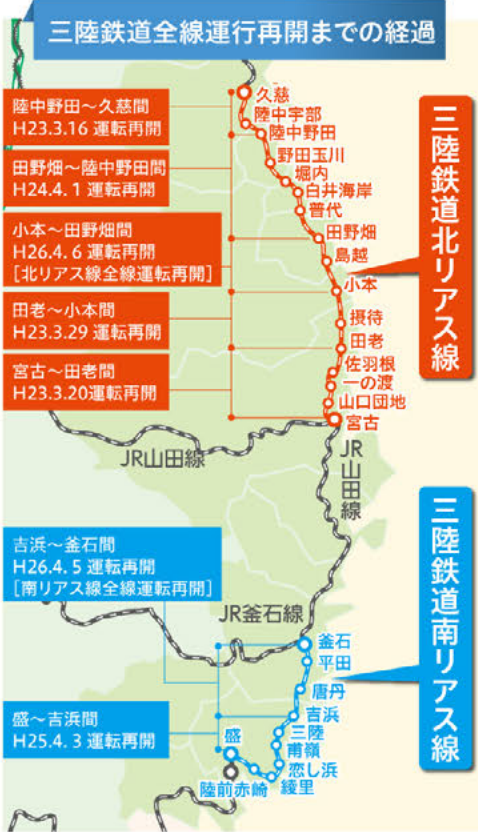 三陸鉄道全線運行再開までの経過
陸中野田～久慈間
H23.3.16 運転再開
田野畑～陸中野田間
H24.4.1 運転再開
小本～田野畑間
H26.4.6 運転再開
[北リアス線全線運転再開]
田老～小本間
H23.3.29 運転再開
宮古～田老間
H23.3.20運転再開
久慈
陸中宇部
陸中野田
野田玉川
堀内
白井海岸
普代
田野畑
島越
小本
摂待
田老
佐羽根
一の渡
山口団地
宮古
三陸鉄道北リアス線
JR山田線
JR山田線
吉浜～釜石間
H26.4.5 運転再開
[南リアス線全線運転再開]
盛～吉浜間
H25.4.3 運転再開
JR釜石線
釜石
平田
唐丹
吉浜
三陸
甫嶺
恋し浜
綾里
盛
陸前赤崎
三陸鉄道南リアス線